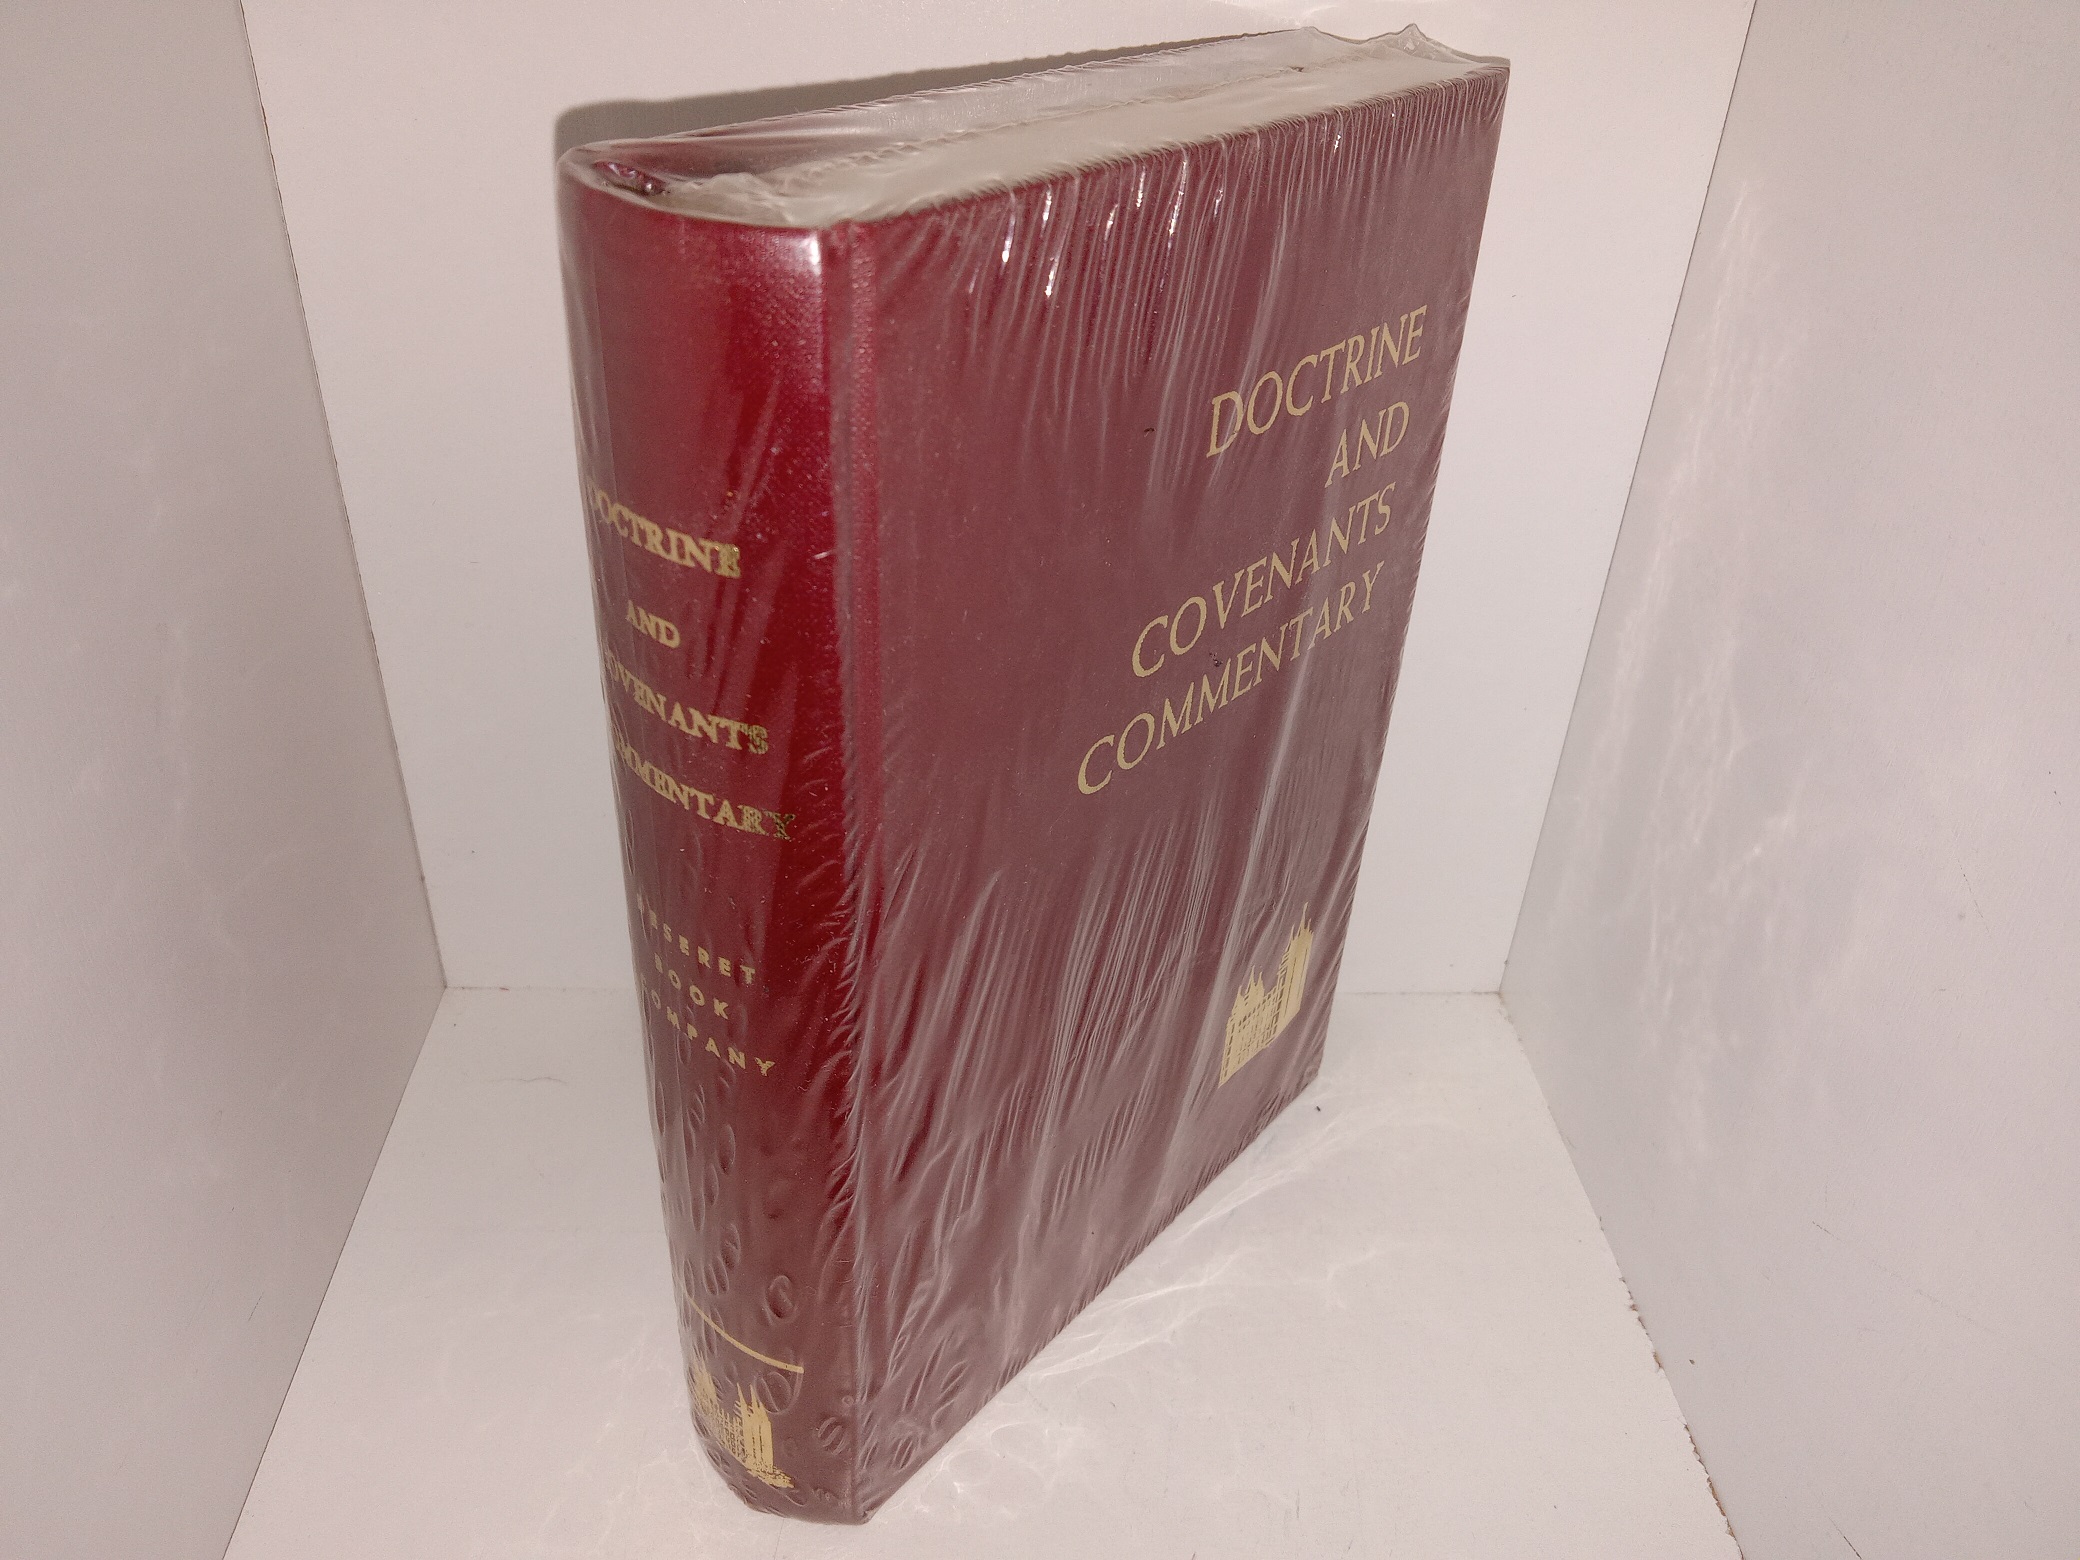 DOCTRINE
AND
COVENANTS
COMMENTARY
DOCTRINE
AND
COVENANTS
COMMENTARY
DESERET
BOOK
COMPANY